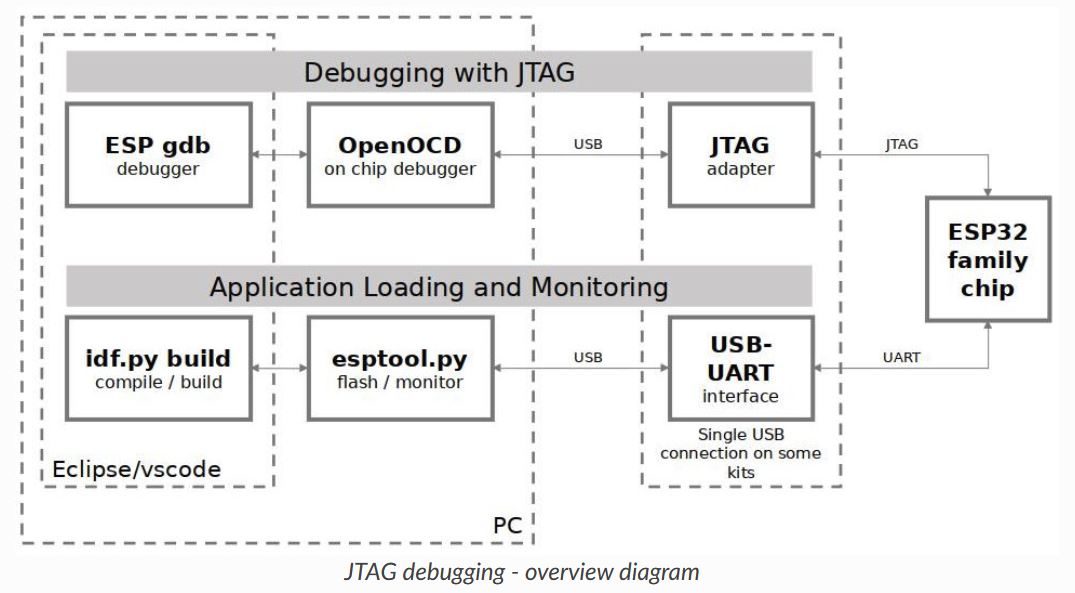 Debugging with JTAG
ESP gdb
debugger
OpenOCD
on chip debugger
USB
JTAG
adapter
JTAG
ESP32
family
chip
Application Loading and Monitoring
idf.py build
compile / build
esptool.py
flash / monitor
USB
USB-
UART
interface
UART
Single USB
connection on some
kits
Eclipse/vscode
PC
JTAG debugging - overview diagram